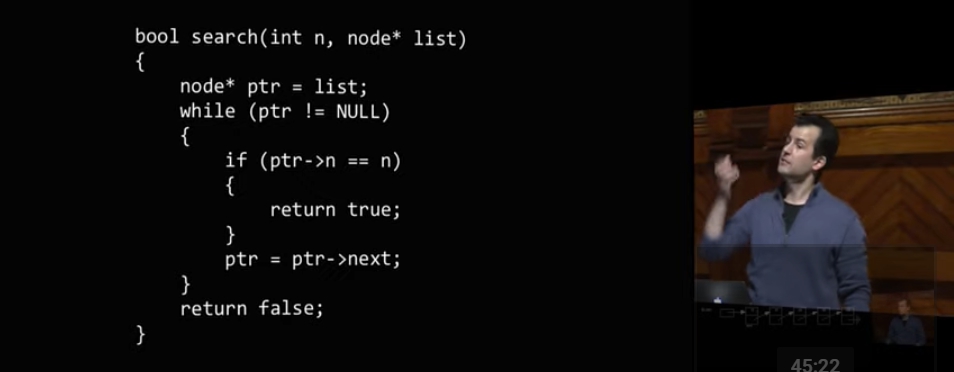 bool search(int n, node* list)
{
    node* ptr = list;
    while (ptr != NULL)
    {
        if (ptr->n == n)
        {
            return true;
        }
        ptr = ptr->next;
    }
    return false;
}
45:22